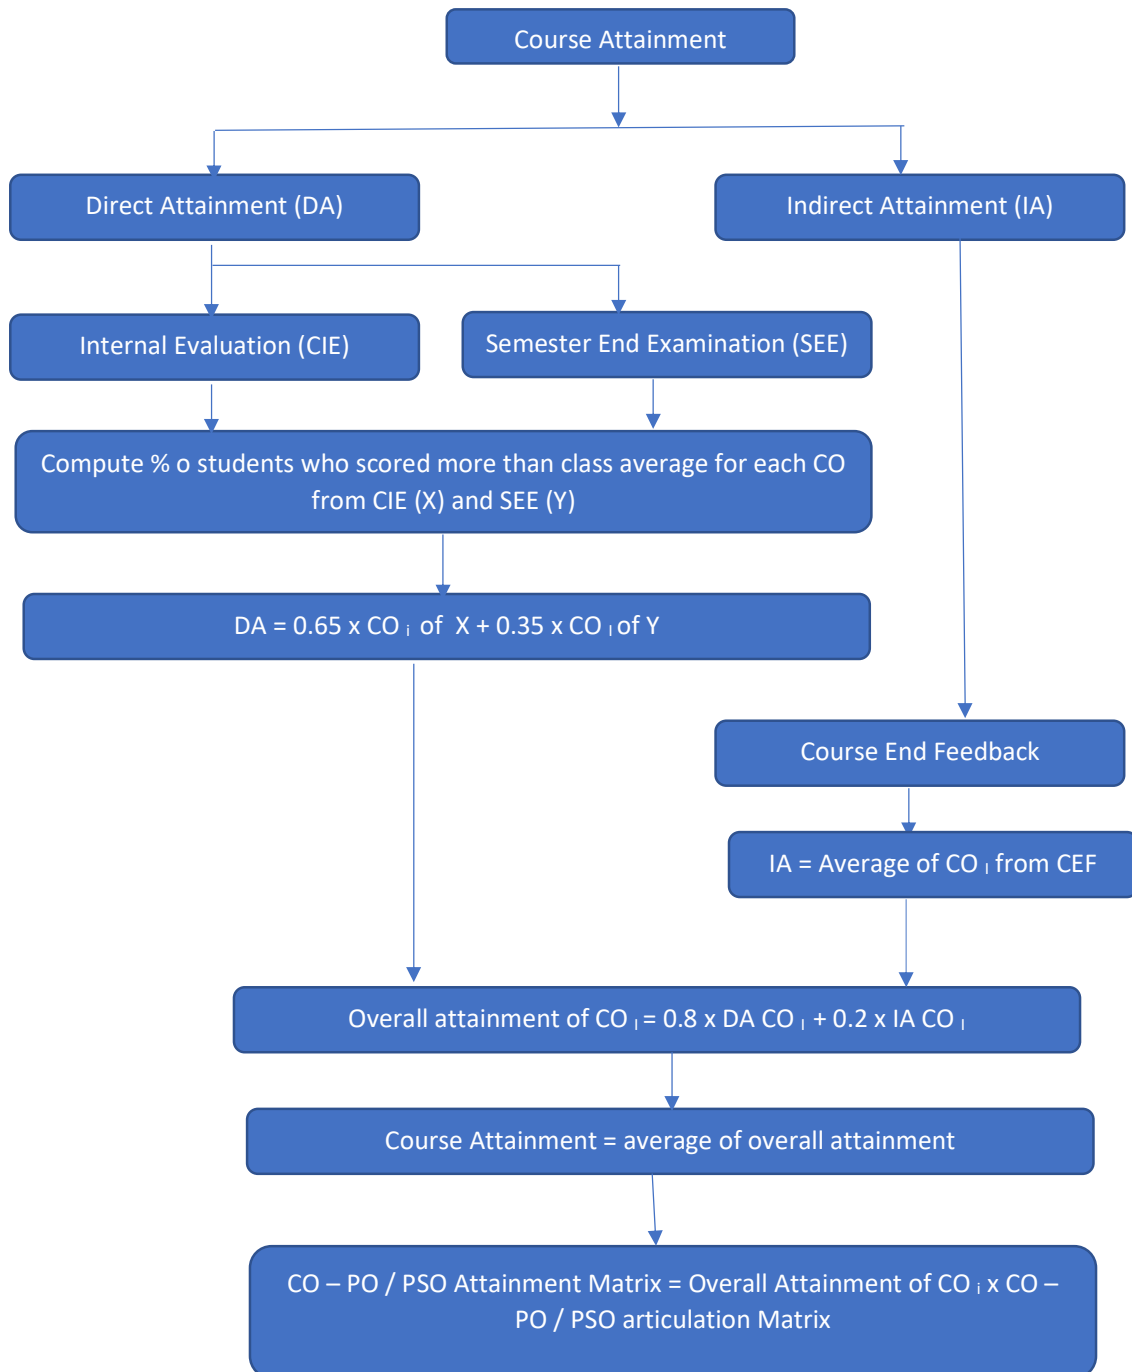 Course Attainment
Direct Attainment (DA)
Indirect Attainment (IA)
Internal Evaluation (CIE)
Semester End Examination (SEE)
Compute % o students who scored more than class average for each CO
from CIE (X) and SEE (Y)
DA = 0.65 x CO i of X + 0.35 x CO I of Y
Course End Feedback
IA = Average of CO I from CEF
Overall attainment of CO I = 0.8 x DA CO I + 0.2 x IA CO I
Course Attainment = average of overall attainment
CO – PO / PSO Attainment Matrix = Overall Attainment of CO i x CO –
PO / PSO articulation Matrix